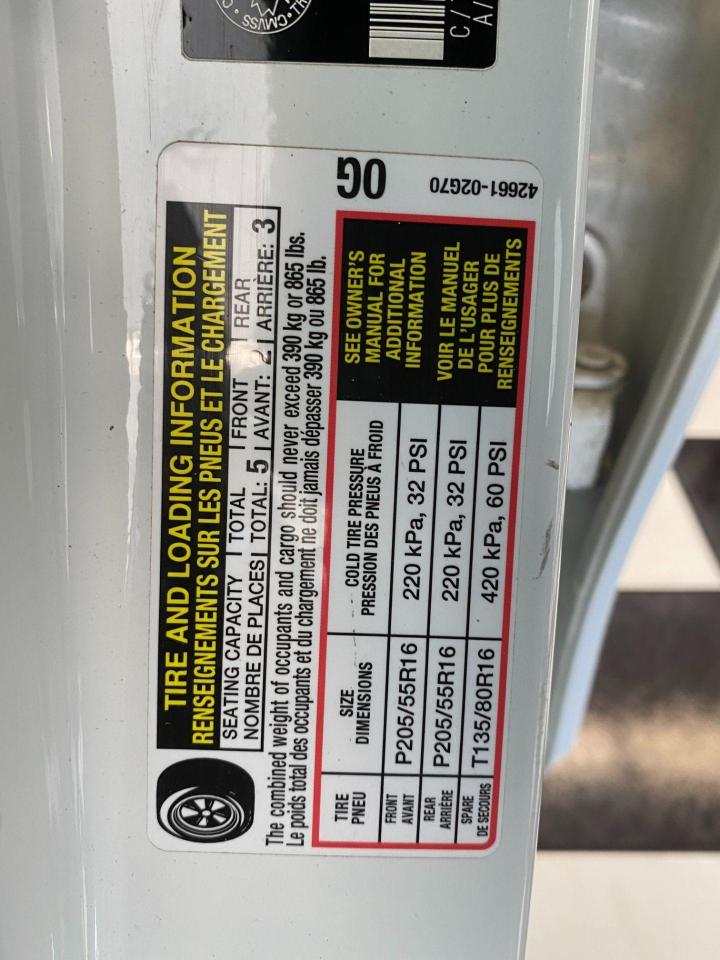 TIRE AND LOADING INFORMATION
RENSEIGNEMENTS SUR LES PNEUS ET LE CHARGEMENT
SEATING CAPACITY | TOTAL | FRONT | REAR
NOMBRE DE PLACES | TOTAL: 5 | AVANT: 2 | ARRIÈRE: 3
The combined weight of occupants and cargo should never exceed 390 kg or 865 lbs.
Le poids total des occupants et du chargement ne doit jamais dépasser 390 kg ou 865 lb.
TIRE SIZE COLD TIRE PRESSURE
PNEU DIMENSIONS PRESSION DES PNEUS À FROID
FRONT
AVANT P205/55R16 220 kPa, 32 PSI
REAR
ARRIÈRE P205/55R16 220 kPa, 32 PSI
SPARE
DE SECOURS T135/80R16 420 kPa, 60 PSI
SEE OWNER'S
MANUAL FOR
ADDITIONAL
INFORMATION
VOIR LE MANUEL
DE L'USAGER
POUR PLUS DE
RENSEIGNEMENTS
0G
42661-02G70
CMVSS
C/
A/